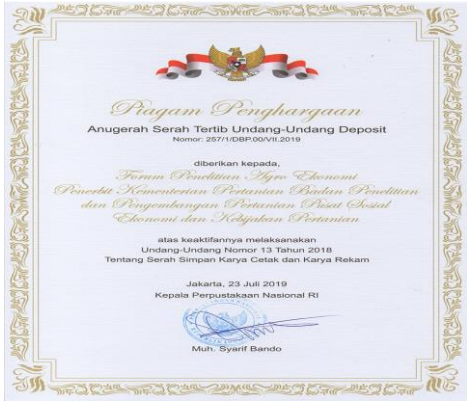 Piagam Penghargaan
Anugerah Serah Tertib Undang-Undang Deposit
Nomor: 257/1/DBP.00/VII.2019
diberikan kepada,
Forum Penelitian Agro Ekonomi
Penerbit Kementerian Pertanian Badan Penelitian
dan Pengembangan Pertanian Pusat Sosial
Ekonomi dan Kebijakan Pertanian
atas keaktifannya melaksanakan
Undang-Undang Nomor 13 Tahun 2018
Tentang Serah Simpan Karya Cetak dan Karya Rekam
Jakarta, 23 Juli 2019
Kepala Perpustakaan Nasional RI
Muh. Syarif Bando